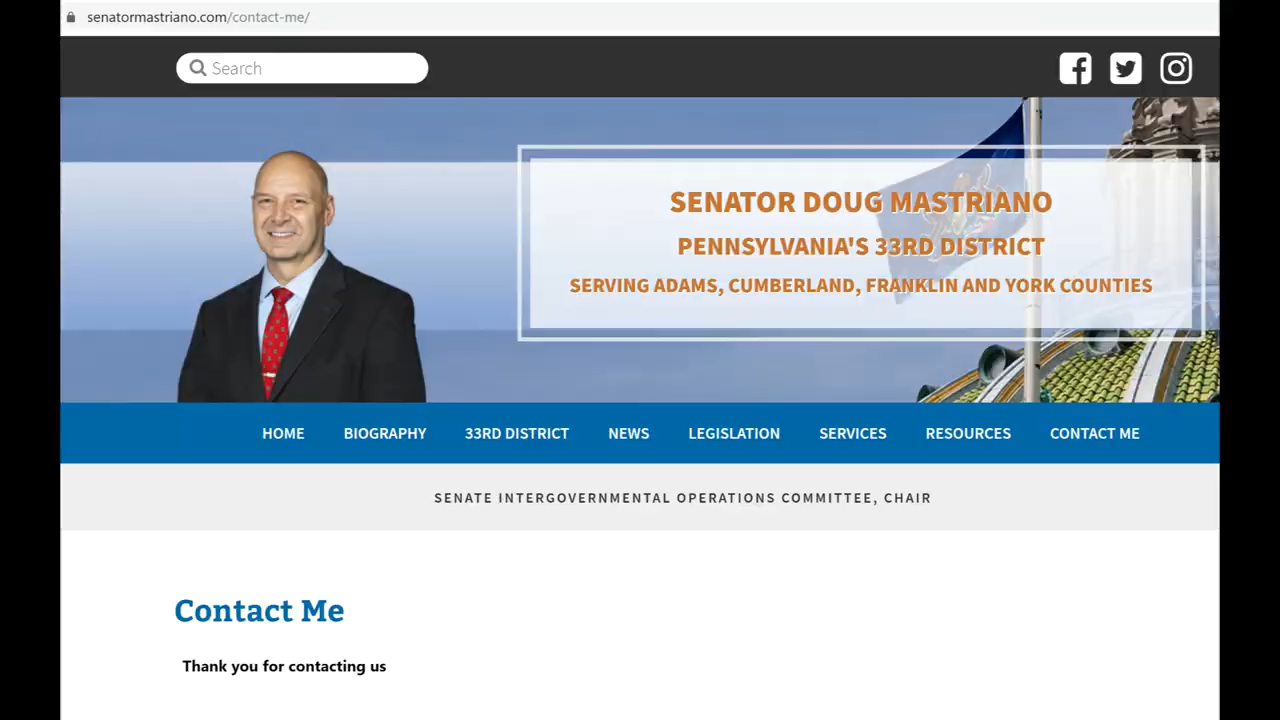 senatormastriano.com/contact-me/
Search
SENATOR DOUG MASTRIANO
PENNSYLVANIA'S 33RD DISTRICT
SERVING ADAMS, CUMBERLAND, FRANKLIN AND YORK COUNTIES
HOME BIOGRAPHY 33RD DISTRICT NEWS LEGISLATION SERVICES RESOURCES CONTACT ME
SENATE INTERGOVERNMENTAL OPERATIONS COMMITTEE, CHAIR
Contact Me
Thank you for contacting us